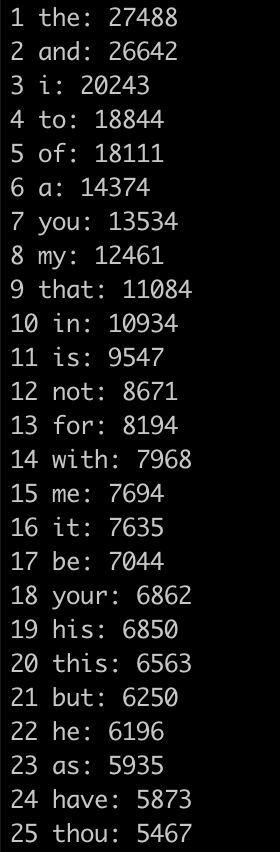 1 the: 27488
2 and: 26642
3 i: 20243
4 to: 18844
5 of: 18111
6 a: 14374
7 you: 13534
8 my: 12461
9 that: 11084
10 in: 10934
11 is: 9547
12 not: 8671
13 for: 8194
14 with: 7968
15 me: 7694
16 it: 7635
17 be: 7044
18 your: 6862
19 his: 6850
20 this: 6563
21 but: 6250
22 he: 6196
23 as: 5935
24 have: 5873
25 thou: 5467